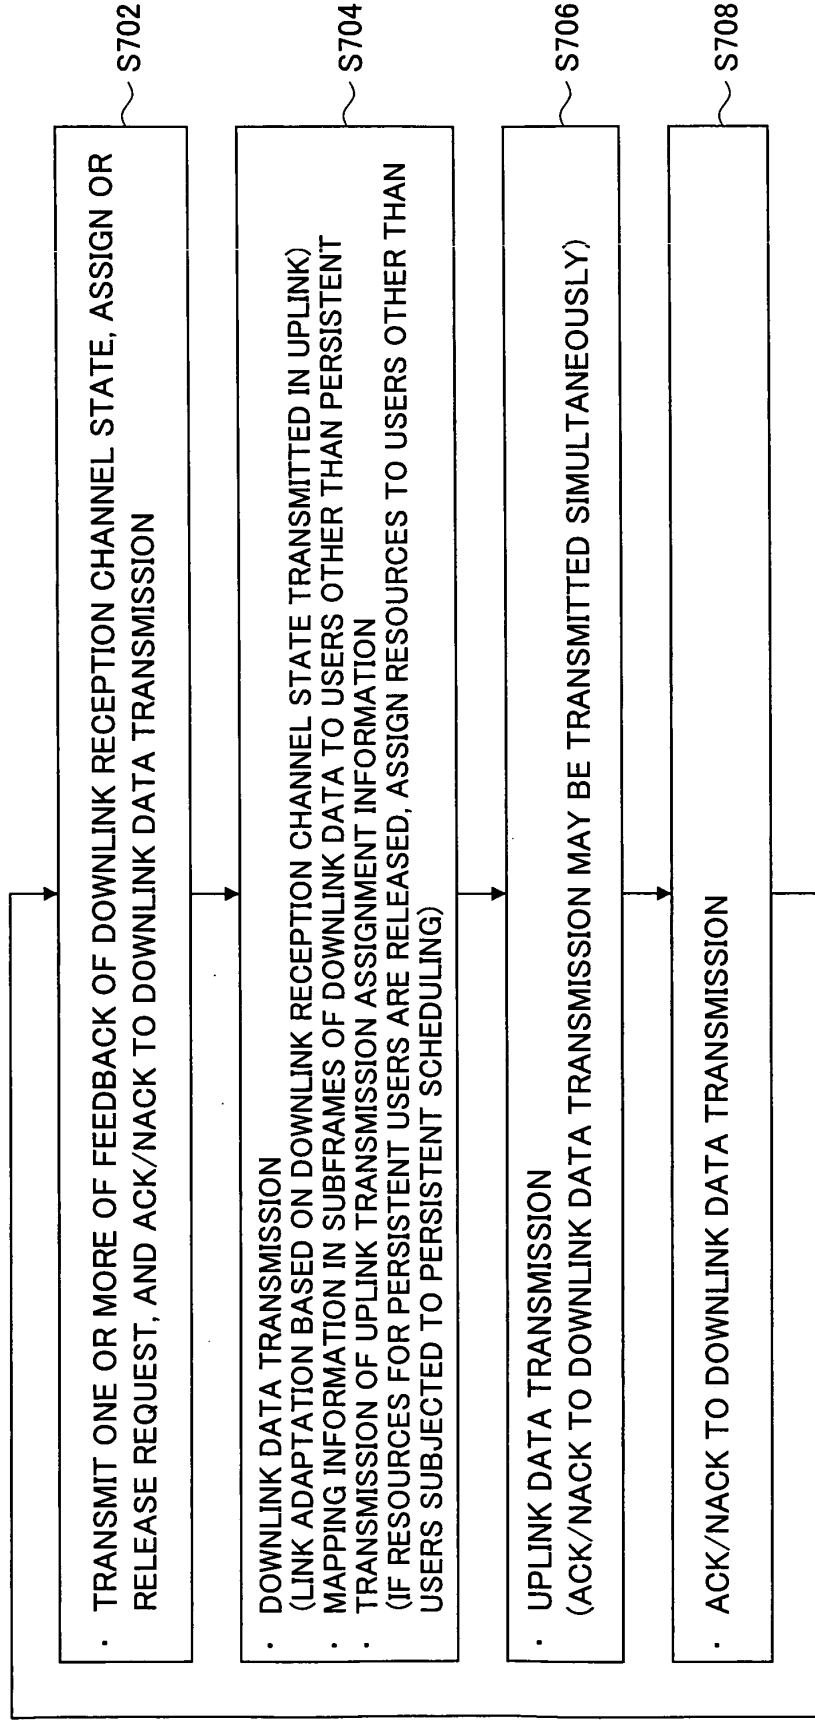 · TRANSMIT ONE OR MORE OF FEEDBACK OF DOWNLINK RECEPTION CHANNEL STATE, ASSIGN OR
RELEASE REQUEST, AND ACK/NACK TO DOWNLINK DATA TRANSMISSION
S702
· DOWNLINK DATA TRANSMISSION
(LINK ADAPTATION BASED ON DOWNLINK RECEPTION CHANNEL STATE TRANSMITTED IN UPLINK)
· MAPPING INFORMATION IN SUBFRAMES OF DOWNLINK DATA TO USERS OTHER THAN PERSISTENT
· TRANSMISSION OF UPLINK TRANSMISSION ASSIGNMENT INFORMATION
(IF RESOURCES FOR PERSISTENT USERS ARE RELEASED, ASSIGN RESOURCES TO USERS OTHER THAN
USERS SUBJECTED TO PERSISTENT SCHEDULING)
S704
· UPLINK DATA TRANSMISSION
(ACK/NACK TO DOWNLINK DATA TRANSMISSION MAY BE TRANSMITTED SIMULTANEOUSLY)
S706
· ACK/NACK TO DOWNLINK DATA TRANSMISSION
S708